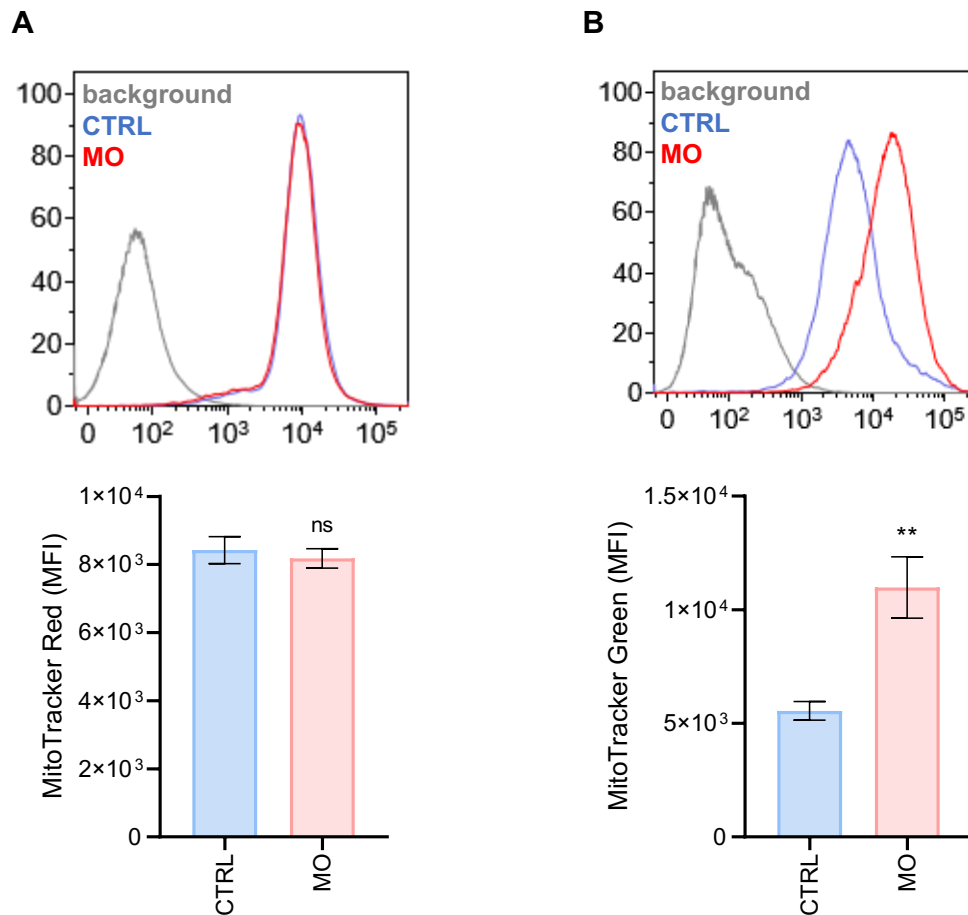 A
background
CTRL
MO
100
80
60
40
20
0
0 10² 10³ 10⁴ 10⁵
MitoTracker Red (MFI)
1×10⁴
8×10³
6×10³
4×10³
2×10³
0
ns
CTRL MO
B
background
CTRL
MO
100
80
60
40
20
0
0 10² 10³ 10⁴ 10⁵
MitoTracker Green (MFI)
1.5×10⁴
1×10⁴
5×10³
0
**
CTRL MO